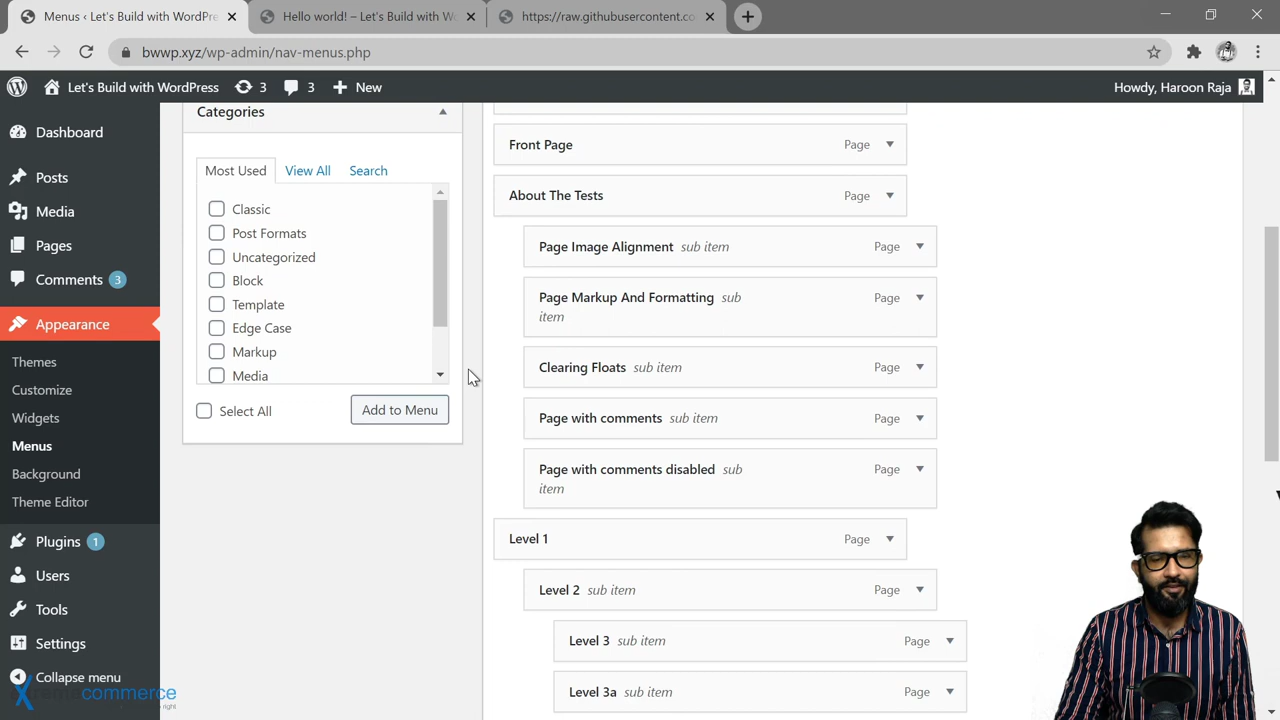 Menus ‹ Let's Build with WordPre
Hello world! – Let's Build with Wo
https://raw.githubusercontent.co
bwwp.xyz/wp-admin/nav-menus.php
Let's Build with WordPress
3
3
New
Howdy, Haroon Raja
Dashboard
Posts
Media
Pages
Comments 3
Appearance
Themes
Customize
Widgets
Menus
Background
Theme Editor
Plugins 1
Users
Tools
Settings
Collapse menu
commerce
Categories
Most Used
View All
Search
Classic
Post Formats
Uncategorized
Block
Template
Edge Case
Markup
Media
Select All
Add to Menu
Front Page Page
About The Tests Page
Page Image Alignment sub item Page
Page Markup And Formatting sub Page
item
Clearing Floats sub item Page
Page with comments sub item Page
Page with comments disabled sub Page
item
Level 1 Page
Level 2 sub item Page
Level 3 sub item Page
Level 3a sub item Page